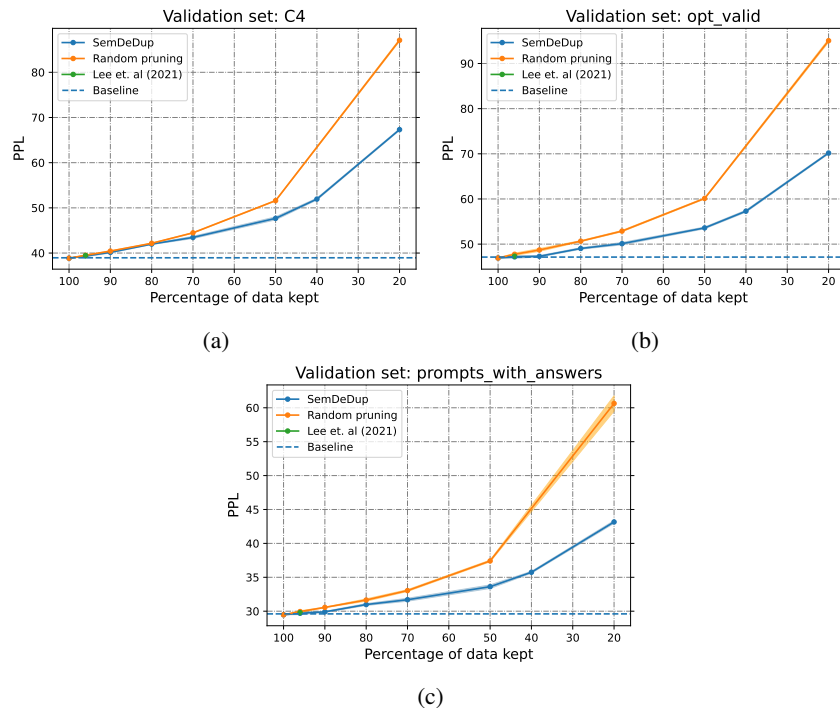 Validation set: C4
SemDeDup
Random pruning
Lee et. al (2021)
Baseline
PPL
80
70
60
50
40
100 90 80 70 60 50 40 30 20
Percentage of data kept
(a)
Validation set: opt_valid
SemDeDup
Random pruning
Lee et. al (2021)
Baseline
PPL
90
80
70
60
50
100 90 80 70 60 50 40 30 20
Percentage of data kept
(b)
Validation set: prompts_with_answers
SemDeDup
Random pruning
Lee et. al (2021)
Baseline
PPL
60
55
50
45
40
35
30
100 90 80 70 60 50 40 30 20
Percentage of data kept
(c)